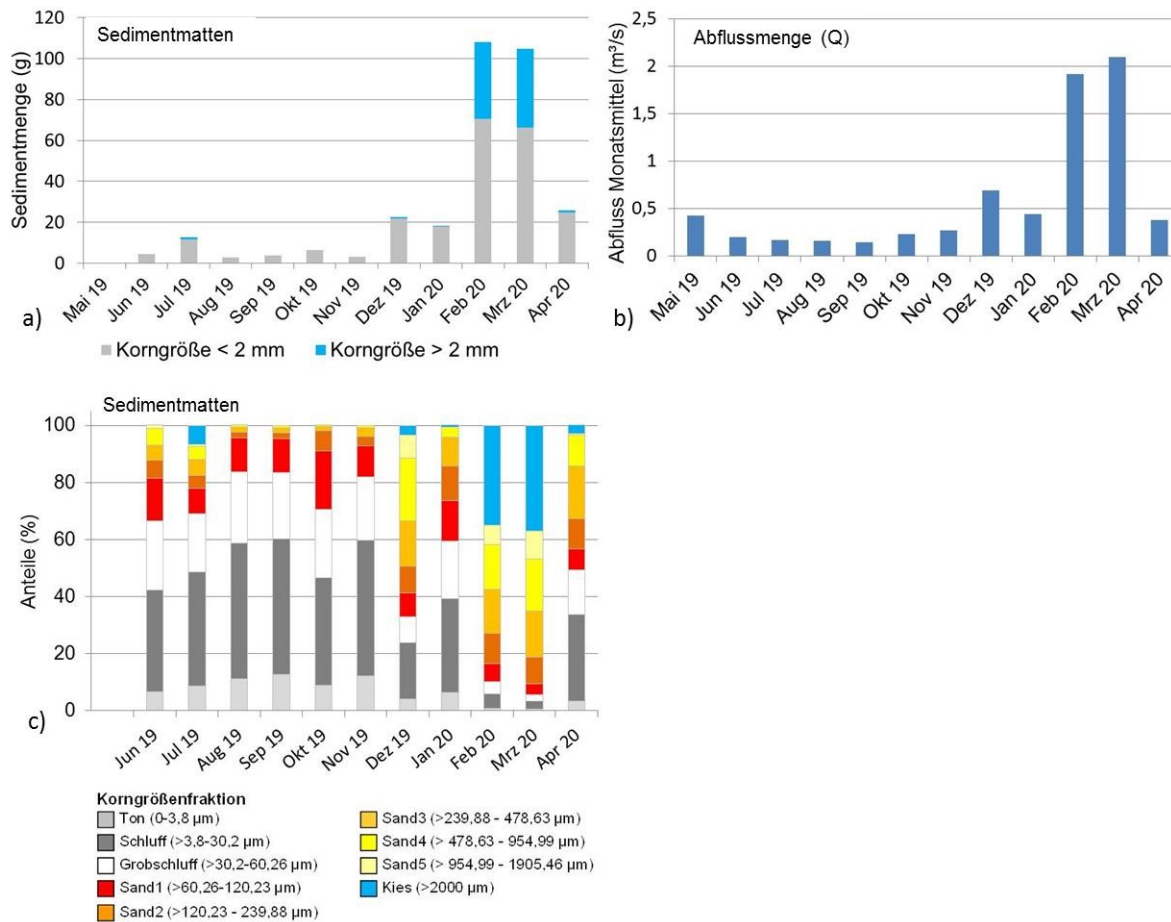 Sedimentmatten
Sedimentmenge (g)
120
100
80
60
40
20
0
Mai 19
Jun 19
Jul 19
Aug 19
Sep 19
Okt 19
Nov 19
Dez 19
Jan 20
Feb 20
Mrz 20
Apr 20
a)
Korngröße < 2 mm
Korngröße > 2 mm
Abflussmenge (Q)
Abfluss Monatsmittel (m³/s)
2,5
2
1,5
1
0,5
0
Mai 19
Jun 19
Jul 19
Aug 19
Sep 19
Okt 19
Nov 19
Dez 19
Jan 20
Feb 20
Mrz 20
Apr 20
b)
Sedimentmatten
Anteile (%)
100
80
60
40
20
0
Jun 19
Jul 19
Aug 19
Sep 19
Okt 19
Nov 19
Dez 19
Jan 20
Feb 20
Mrz 20
Apr 20
c)
Korngrößenfraktion
Ton (0-3,8 µm)
Schluff (>3,8-30,2 µm)
Grobschluff (>30,2-60,26 µm)
Sand1 (>60,26-120,23 µm)
Sand2 (>120,23 - 239,88 µm)
Sand3 (>239,88 - 478,63 µm)
Sand4 (> 478,63 - 954,99 µm)
Sand5 (> 954,99 - 1905,46 µm)
Kies (>2000 µm)